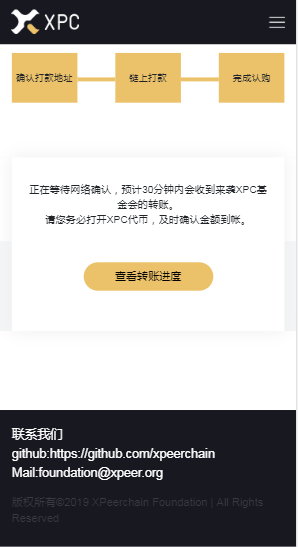 XPC
确认打款地址
链上打款
完成认购
正在等待网络确认，预计30分钟内会收到来袭XPC基
金会的转账。
请您务必打开XPC代币，及时确认金额到帐。
查看转账进度
联系我们
github:https://github.com/xpeerchain
Mail:foundation@xpeer.org
版权所有©2019 XPeerchain Foundation | All Rights
Reserved